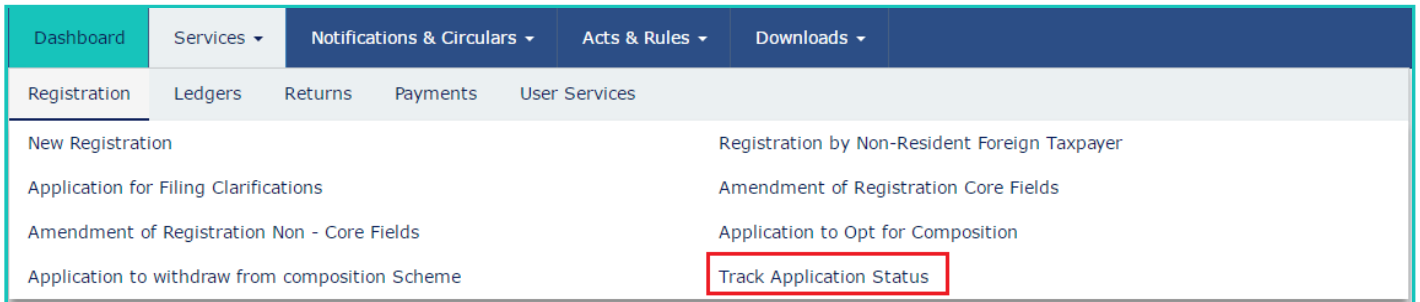 Dashboard Services Notifications & Circulars Acts & Rules Downloads
Registration Ledgers Returns Payments User Services
New Registration Registration by Non-Resident Foreign Taxpayer
Application for Filing Clarifications Amendment of Registration Core Fields
Amendment of Registration Non - Core Fields Application to Opt for Composition
Application to withdraw from composition Scheme Track Application Status